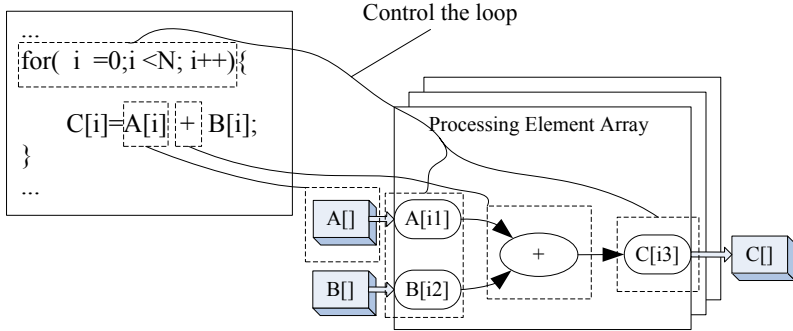 Control the loop
...
for( i =0;i <N; i++){
C[i]=A[i] + B[i];
}
...
Processing Element Array
A[] A[i1]
+ C[i3] C[]
B[] B[i2]